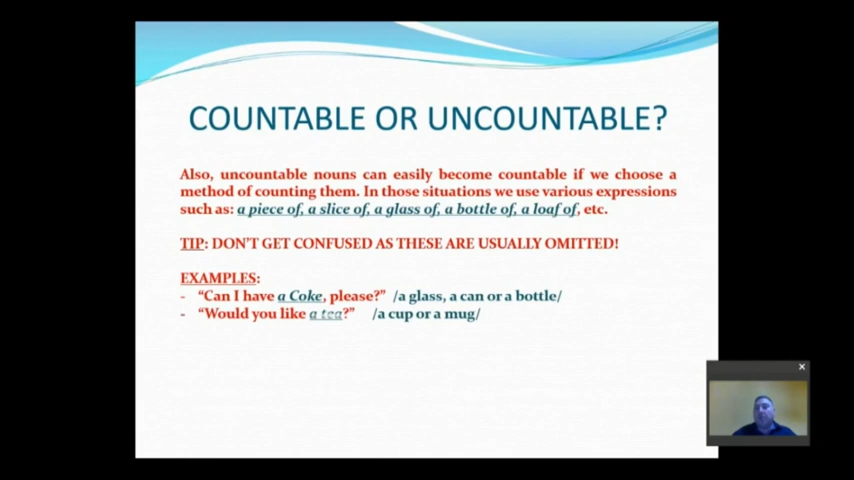 COUNTABLE OR UNCOUNTABLE?
Also, uncountable nouns can easily become countable if we choose a
method of counting them. In those situations we use various expressions
such as: a piece of, a slice of, a glass of, a bottle of, a loaf of, etc.
TIP: DON'T GET CONFUSED AS THESE ARE USUALLY OMITTED!
EXAMPLES:
- “Can I have a Coke, please?” /a glass, a can or a bottle/
- “Would you like a tea?” /a cup or a mug/